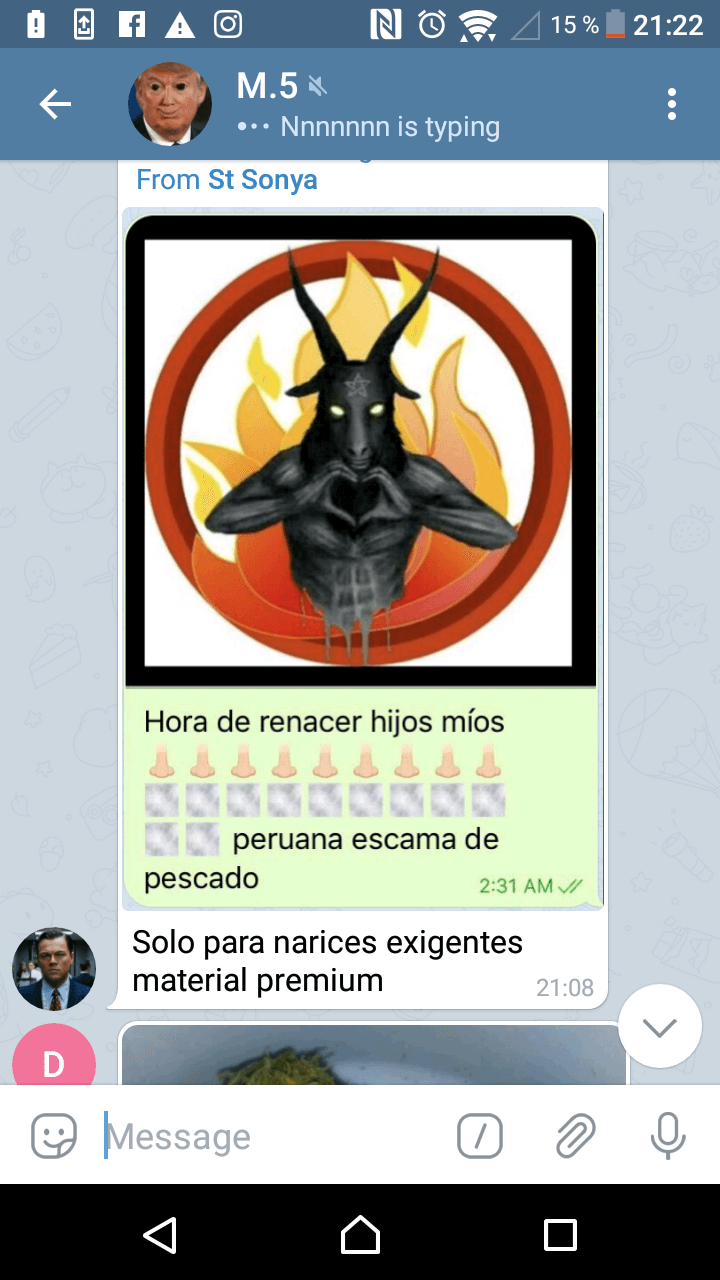 15 % 21:22
M.5
••• Nnnnnnn is typing
From St Sonya
Hora de renacer hijos míos
👃👃👃👃👃👃👃👃👃
peruana escama de
pescado
2:31 AM
Solo para narices exigentes
material premium
21:08
D
Message